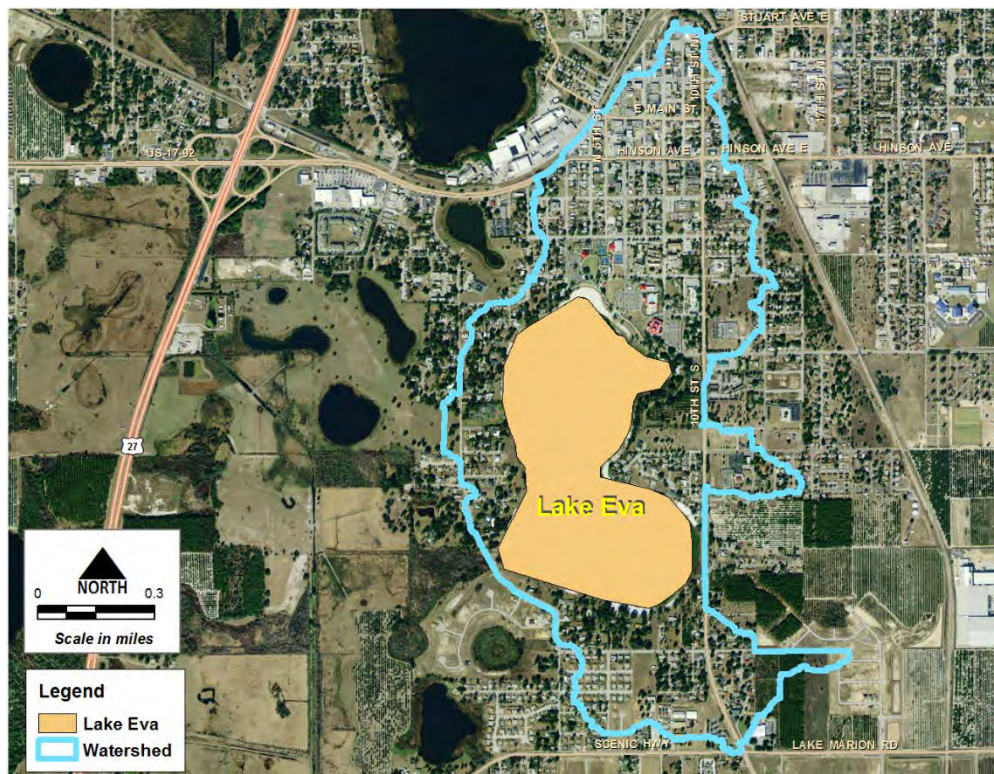 STUART AVE E
10TH ST N
17TH ST N
E MAIN ST
N 6TH ST
US-17-92
HINSON AVE
HINSON AVE E
HINSON AVE
10TH ST S
27
Lake Eva
NORTH
0 0.3
Scale in miles
Legend
Lake Eva
Watershed
SCENIC HWY
LAKE MARION RD